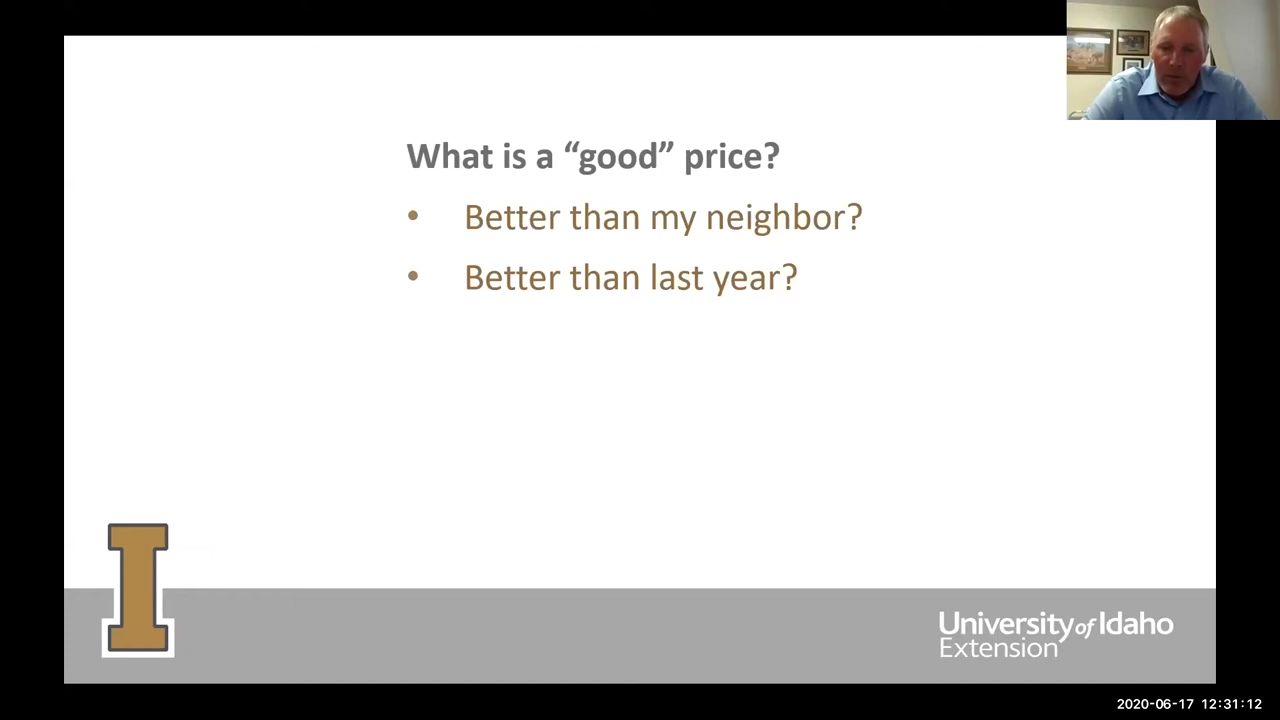 What is a “good” price?
• Better than my neighbor?
• Better than last year?
I
University of Idaho
Extension
2020-06-17 12:31:12